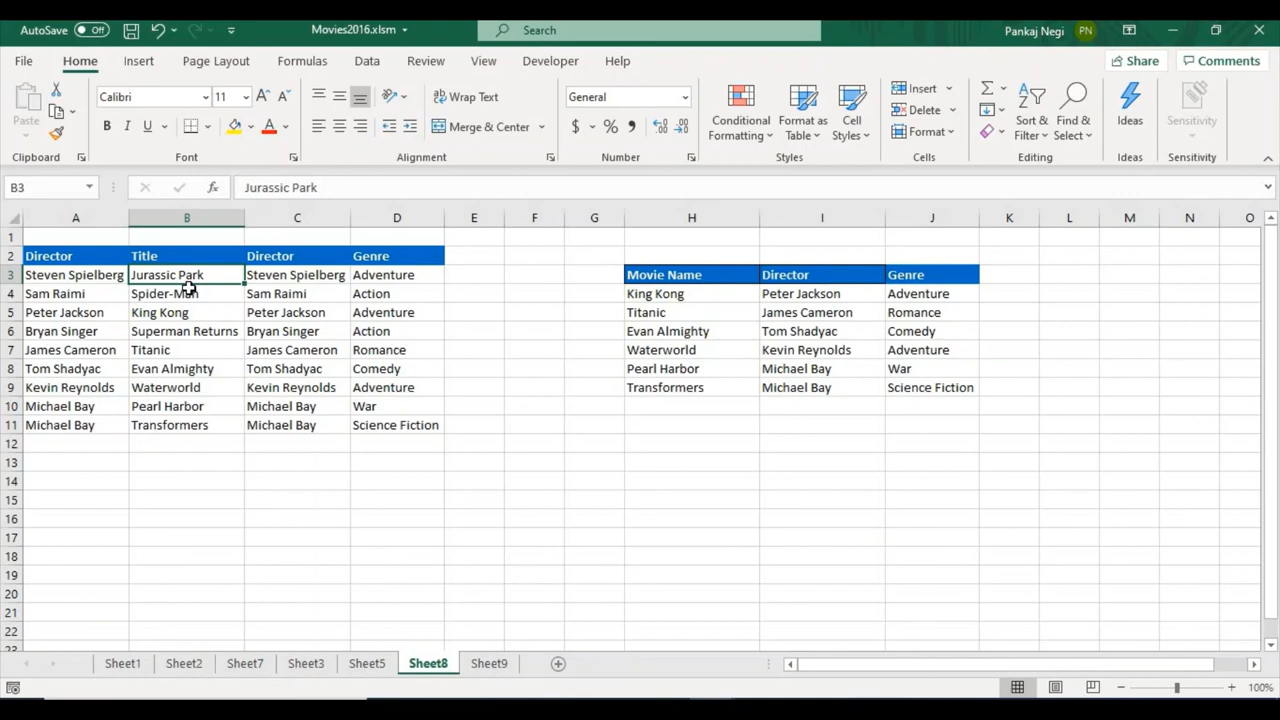 AutoSave Off Movies2016.xlsm Search Pankaj Negi PN
File Home Insert Page Layout Formulas Data Review View Developer Help Share Comments
Paste Calibri 11 Wrap Text General Conditional Formatting Format as Table Cell Styles Insert Sort & Filter Find & Select Ideas Sensitivity
B I U Merge & Center $ % Delete
Format
Clipboard Font Alignment Number Styles Cells Editing Ideas Sensitivity
B3 fx Jurassic Park
A B C D E F G H I J K L M N O
1
2 Director Title Director Genre
3 Steven Spielberg Jurassic Park Steven Spielberg Adventure Movie Name Director Genre
4 Sam Raimi Spider-Man Sam Raimi Action King Kong Peter Jackson Adventure
5 Peter Jackson King Kong Peter Jackson Adventure Titanic James Cameron Romance
6 Bryan Singer Superman Returns Bryan Singer Action Evan Almighty Tom Shadyac Comedy
7 James Cameron Titanic James Cameron Romance Waterworld Kevin Reynolds Adventure
8 Tom Shadyac Evan Almighty Tom Shadyac Comedy Pearl Harbor Michael Bay War
9 Kevin Reynolds Waterworld Kevin Reynolds Adventure Transformers Michael Bay Science Fiction
10 Michael Bay Pearl Harbor Michael Bay War
11 Michael Bay Transformers Michael Bay Science Fiction
12
13
14
15
16
17
18
19
20
21
22
23
Sheet1 Sheet2 Sheet7 Sheet3 Sheet5 Sheet8 Sheet9
100%